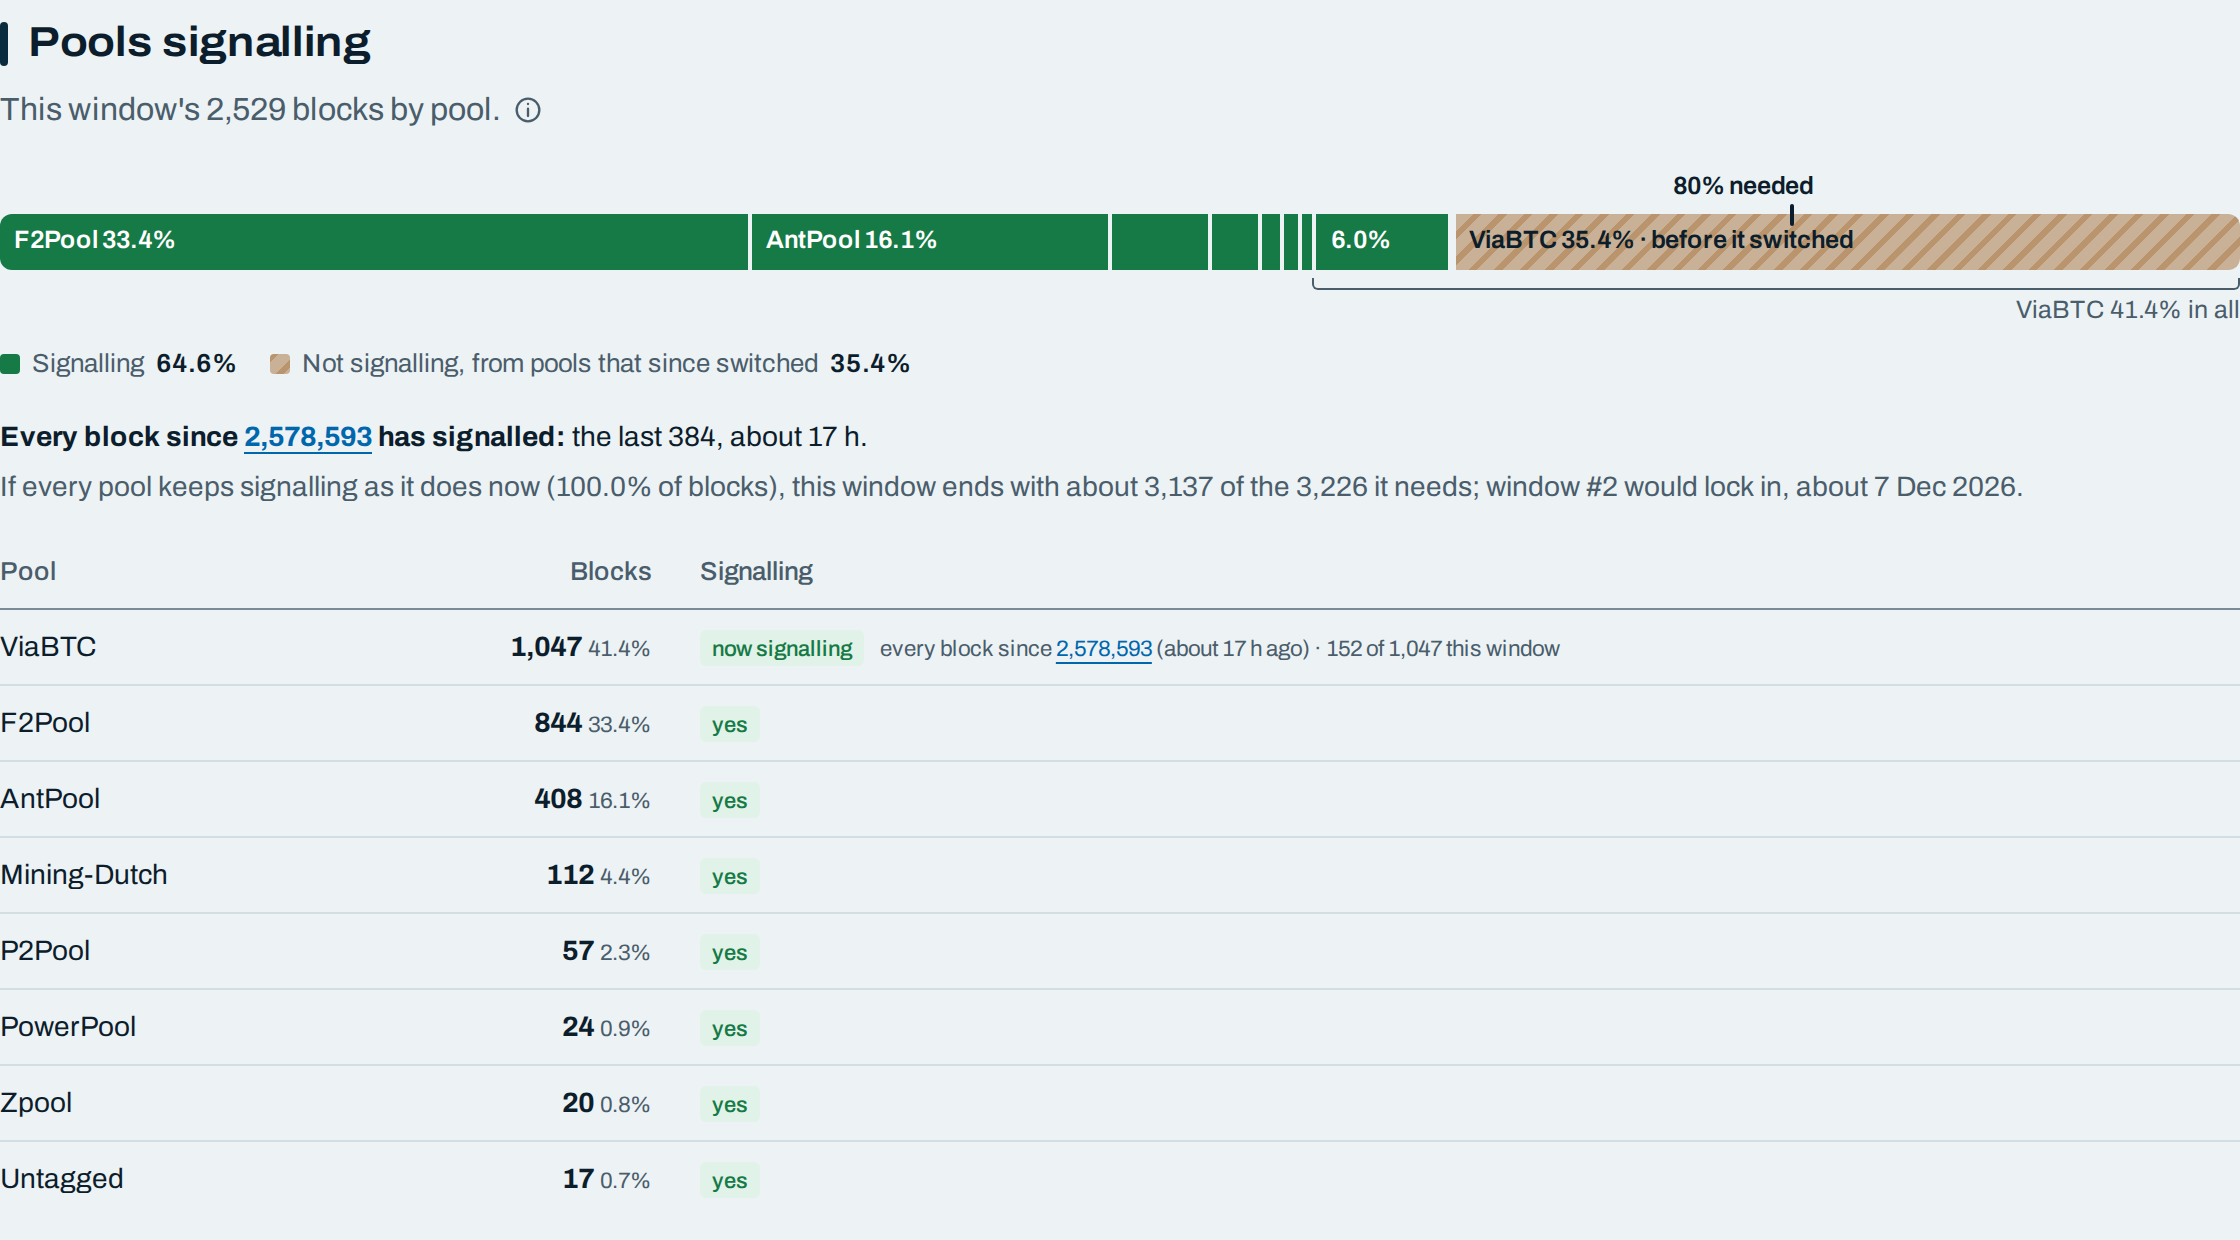 Pools signalling
This window's 2,529 blocks by pool.
80% needed
F2Pool 33.4% AntPool 16.1% 6.0% ViaBTC 35.4% · before it switched
ViaBTC 41.4% in all
Signalling 64.6% Not signalling, from pools that since switched 35.4%
Every block since 2,578,593 has signalled: the last 384, about 17 h.
If every pool keeps signalling as it does now (100.0% of blocks), this window ends with about 3,137 of the 3,226 it needs; window #2 would lock in, about 7 Dec 2026.
Pool Blocks Signalling
ViaBTC 1,047 41.4% now signalling every block since 2,578,593 (about 17 h ago) · 152 of 1,047 this window
F2Pool 844 33.4% yes
AntPool 408 16.1% yes
Mining-Dutch 112 4.4% yes
P2Pool 57 2.3% yes
PowerPool 24 0.9% yes
Zpool 20 0.8% yes
Untagged 17 0.7% yes